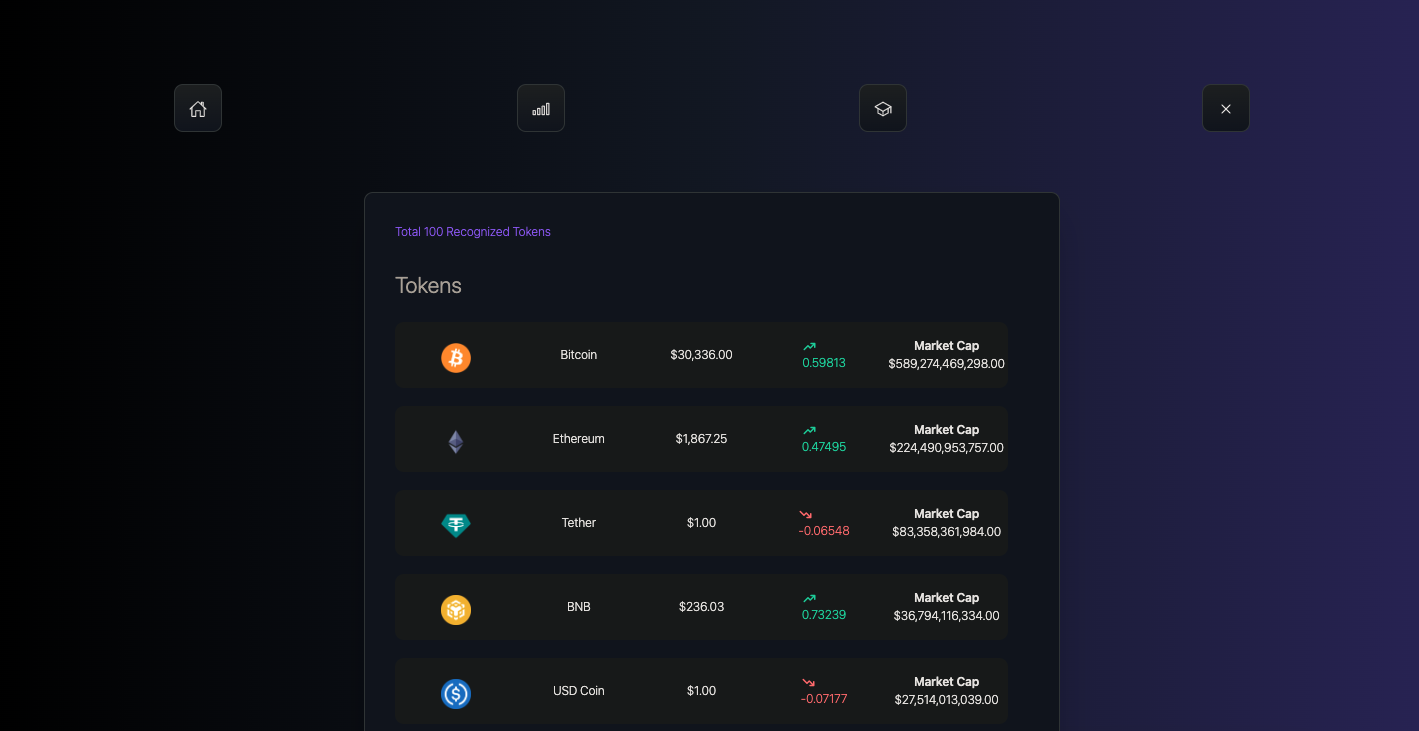 Total 100 Recognized Tokens
Tokens
Bitcoin $30,336.00 0.59813 Market Cap $589,274,469,298.00
Ethereum $1,867.25 0.47495 Market Cap $224,490,953,757.00
Tether $1.00 -0.06548 Market Cap $83,358,361,984.00
BNB $236.03 0.73239 Market Cap $36,794,116,334.00
USD Coin $1.00 -0.07177 Market Cap $27,514,013,039.00